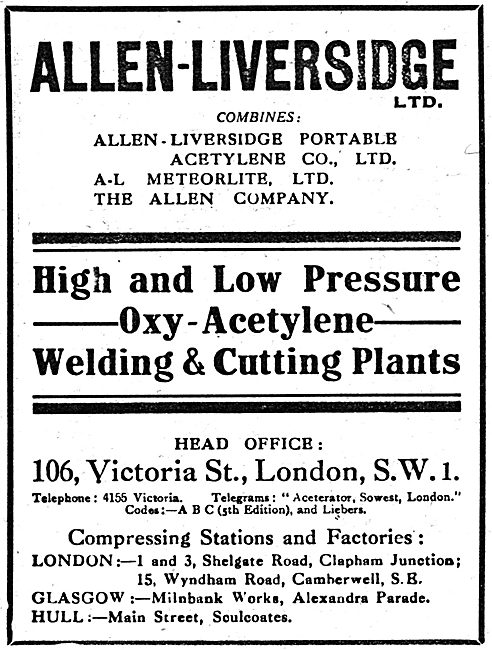 ALLEN-LIVERSIDGE
LTD.
COMBINES:
ALLEN-LIVERSIDGE PORTABLE
ACETYLENE CO., LTD.
A-L METEORLITE, LTD.
THE ALLEN COMPANY.
High and Low Pressure
Oxy-Acetylene
Welding & Cutting Plants
HEAD OFFICE:
106, Victoria St., London, S.W.1.
Telephone: 4155 Victoria. Telegrams: "Aceterator, Sowest, London."
Codes:—A B C (5th Edition), and Liebers.
Compressing Stations and Factories:
LONDON:—1 and 3, Shelgate Road, Clapham Junction;
15, Wyndham Road, Camberwell, S.E.
GLASGOW:—Milnbank Works, Alexandra Parade.
HULL:—Main Street, Sculcoates.